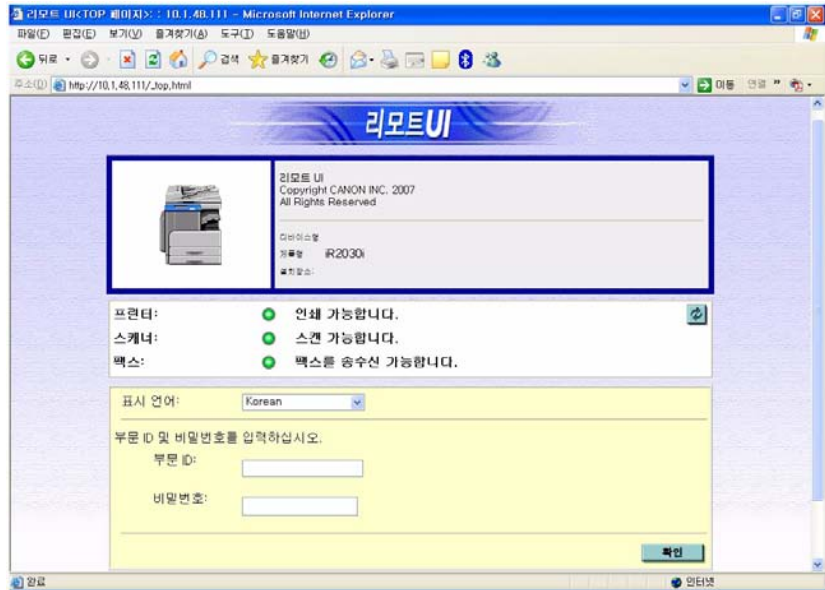 리모트 UI<TOP 페이지>: : 10.1.48.111 - Microsoft Internet Explorer
파일(F) 편집(E) 보기(V) 즐겨찾기(A) 도구(T) 도움말(H)
뒤로 검색 즐겨찾기
주소(D) http://10.1.48.111/_top.html 이동 연결 »
리모트UI
리모트 UI
Copyright CANON INC. 2007
All Rights Reserved
디바이스명
제품명 iR2030i
설치장소:
프린터: 인쇄 가능합니다.
스캐너: 스캔 가능합니다.
팩스: 팩스를 송수신 가능합니다.
표시 언어: Korean
부문 ID 및 비밀번호를 입력하십시오.
부문 ID:
비밀번호:
확인
완료 인터넷